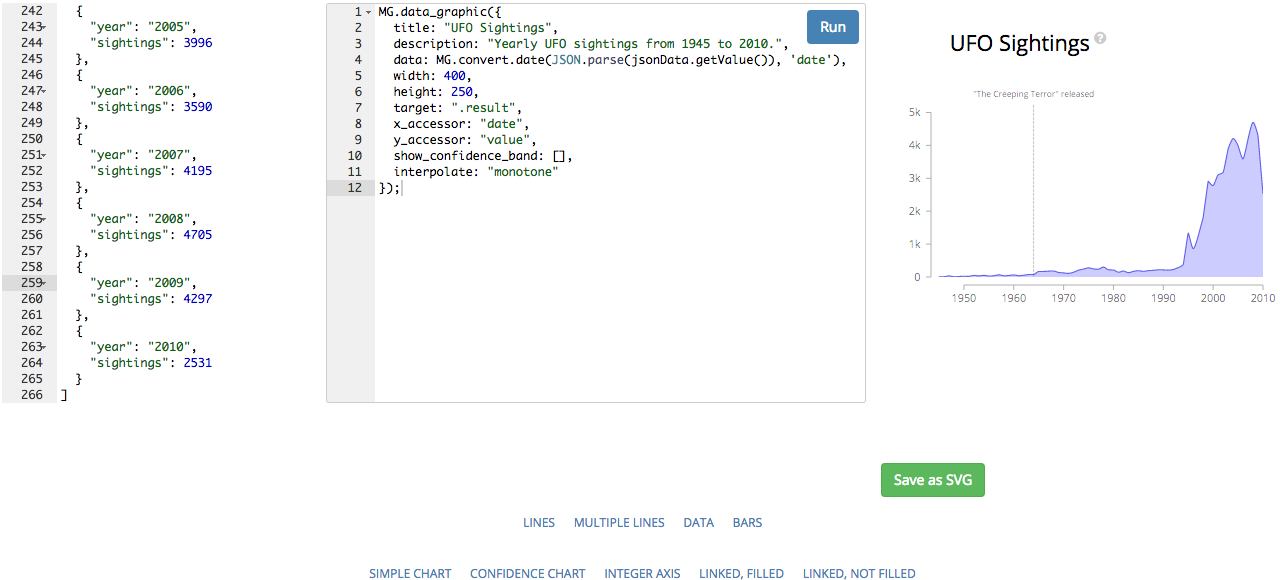 242 {
243 "year": "2005",
244 "sightings": 3996
245 },
246 {
247 "year": "2006",
248 "sightings": 3590
249 },
250 {
251 "year": "2007",
252 "sightings": 4195
253 },
254 {
255 "year": "2008",
256 "sightings": 4705
257 },
258 {
259 "year": "2009",
260 "sightings": 4297
261 },
262 {
263 "year": "2010",
264 "sightings": 2531
265 }
266 ]
1 MG.data_graphic({
2 title: "UFO Sightings",
3 description: "Yearly UFO sightings from 1945 to 2010.",
4 data: MG.convert.date(JSON.parse(jsonData.getValue()), 'date'),
5 width: 400,
6 height: 250,
7 target: ".result",
8 x_accessor: "date",
9 y_accessor: "value",
10 show_confidence_band: [],
11 interpolate: "monotone"
12 });
Run
UFO Sightings ?
"The Creeping Terror" released
5k
4k
3k
2k
1k
0
1950 1960 1970 1980 1990 2000 2010
Save as SVG
LINES MULTIPLE LINES DATA BARS
SIMPLE CHART CONFIDENCE CHART INTEGER AXIS LINKED, FILLED LINKED, NOT FILLED